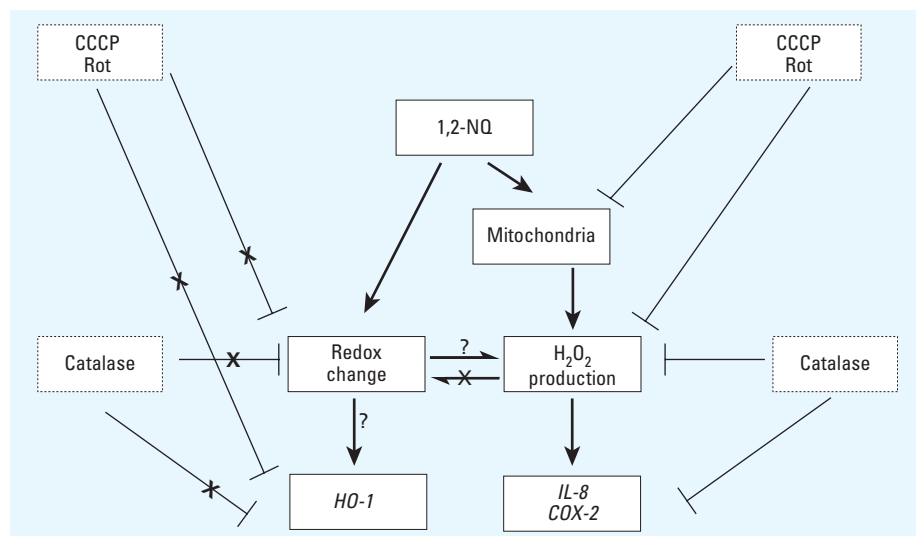 CCCP
Rot
CCCP
Rot
1,2-NQ
Mitochondria
Catalase
X
X
X
Redox
change
?
X
H₂O₂
production
Catalase
?
X
HO-1
IL-8
COX-2